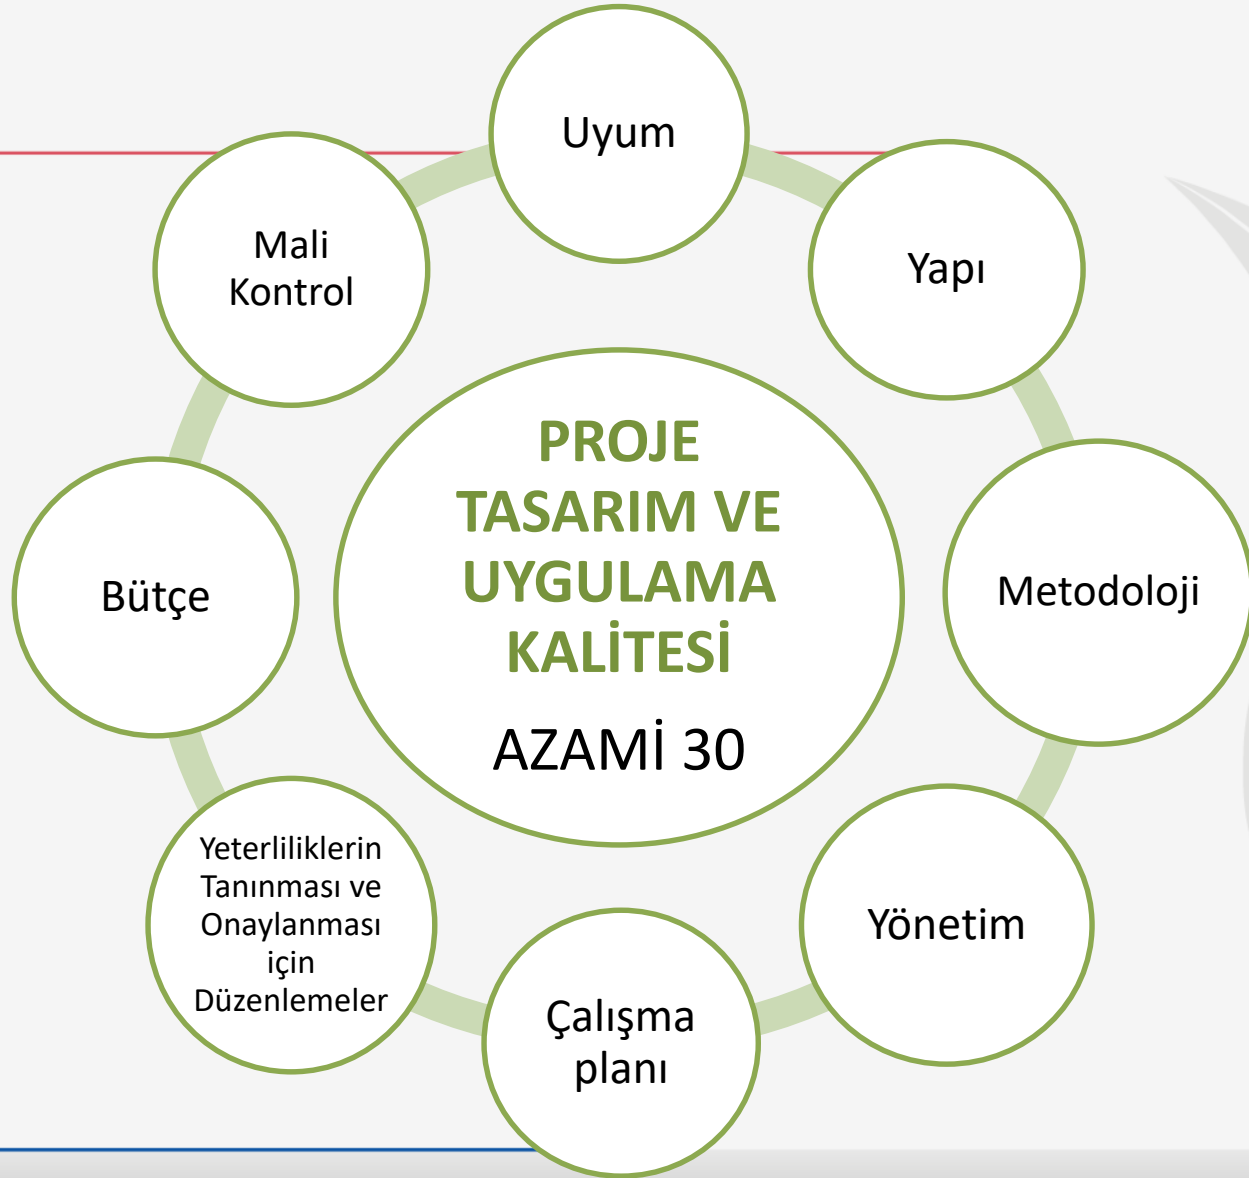 Uyum
Yapı
Metodoloji
Yönetim
Çalışma
planı
Yeterliliklerin
Tanınması ve
Onaylanması
için
Düzenlemeler
Bütçe
Mali
Kontrol
PROJE
TASARIM VE
UYGULAMA
KALİTESİ
AZAMİ 30